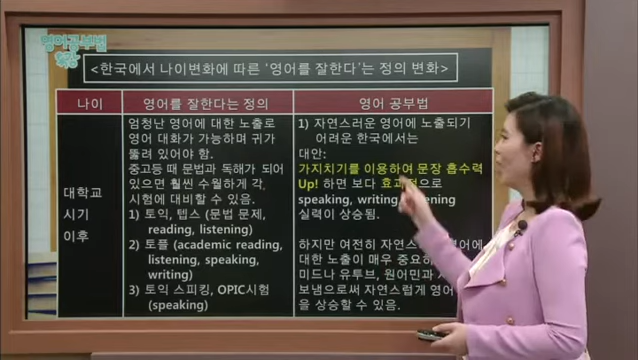 영어공부법
특강
<한국에서 나이변화에 따른 '영어를 잘한다'는 정의 변화>
나이
영어를 잘한다는 정의
영어 공부법
대학교
시기
이후
엄청난 영어에 대한 노출로
영어 대화가 가능하며 귀가
뚫려 있어야 함.
중고등 때 문법과 독해가 되어
있으면 훨씬 수월하게 각
시험에 대비할 수 있음.
1) 토익, 텝스 (문법 문제,
reading, listening)
2) 토플 (academic reading,
listening, speaking,
writing)
3) 토익 스피킹, OPIC시험
(speaking)
1) 자연스러운 영어에 노출되기
어려운 한국에서는
대안:
가지치기를 이용하여 문장 흡수력
Up! 하면 보다 효과적으로
speaking, writing, listening
실력이 상승됨.
하지만 여전히 자연스러운 영어에
대한 노출이 매우 중요하
미드나 유투브, 원어민과
보냄으로써 자연스럽게 영어
을 상승할 수 있음.